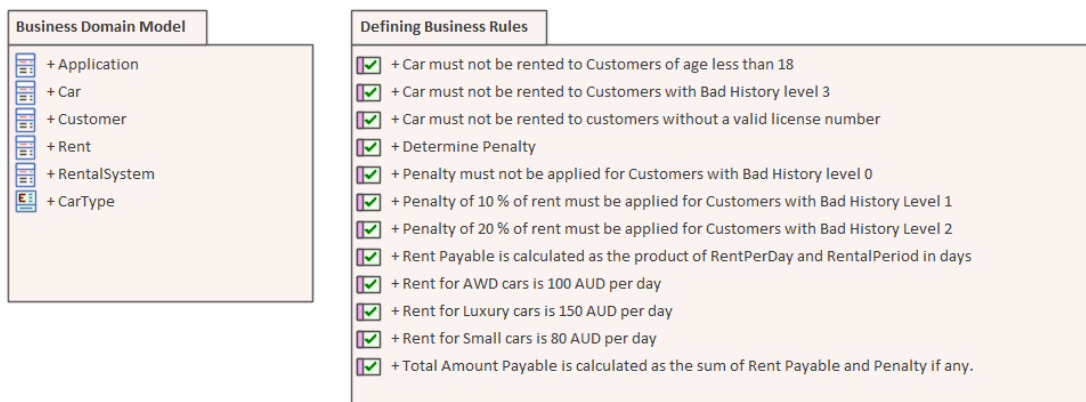 Business Domain Model
+ Application
+ Car
+ Customer
+ Rent
+ RentalSystem
+ CarType
Defining Business Rules
+ Car must not be rented to Customers of age less than 18
+ Car must not be rented to Customers with Bad History level 3
+ Car must not be rented to customers without a valid license number
+ Determine Penalty
+ Penalty must not be applied for Customers with Bad History level 0
+ Penalty of 10 % of rent must be applied for Customers with Bad History Level 1
+ Penalty of 20 % of rent must be applied for Customers with Bad History Level 2
+ Rent Payable is calculated as the product of RentPerDay and RentalPeriod in days
+ Rent for AWD cars is 100 AUD per day
+ Rent for Luxury cars is 150 AUD per day
+ Rent for Small cars is 80 AUD per day
+ Total Amount Payable is calculated as the sum of Rent Payable and Penalty if any.